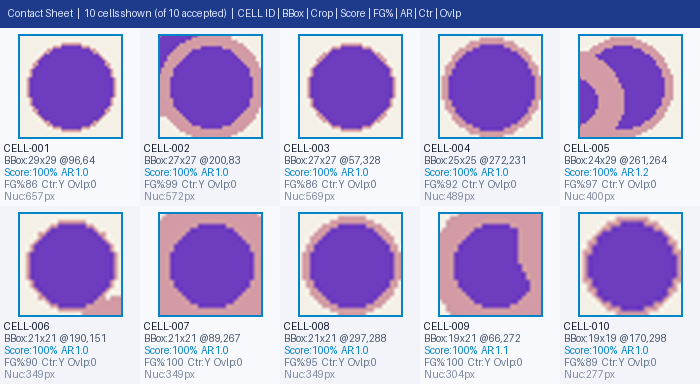 Contact Sheet | 10 cells shown (of 10 accepted) | CELL ID | BBox | Crop | Score | FG% | AR | Ctr | Ovlp
CELL-001
BBox:29x29 @96,64
Score:100% AR:1.0
FG%86 Ctr:Y Ovlp:0
Nuc:657px
CELL-002
BBox:27x27 @200,83
Score:100% AR:1.0
FG%99 Ctr:Y Ovlp:0
Nuc:572px
CELL-003
BBox:27x27 @57,328
Score:100% AR:1.0
FG%86 Ctr:Y Ovlp:0
Nuc:569px
CELL-004
BBox:25x25 @272,231
Score:100% AR:1.0
FG%92 Ctr:Y Ovlp:0
Nuc:489px
CELL-005
BBox:24x29 @261,264
Score:100% AR:1.2
FG%97 Ctr:Y Ovlp:0
Nuc:400px
CELL-006
BBox:21x21 @190,151
Score:100% AR:1.0
FG%90 Ctr:Y Ovlp:0
Nuc:349px
CELL-007
BBox:21x21 @89,267
Score:100% AR:1.0
FG%100 Ctr:Y Ovlp:0
Nuc:349px
CELL-008
BBox:21x21 @297,288
Score:100% AR:1.0
FG%95 Ctr:Y Ovlp:0
Nuc:349px
CELL-009
BBox:19x21 @66,272
Score:100% AR:1.1
FG%100 Ctr:Y Ovlp:0
Nuc:304px
CELL-010
BBox:19x19 @170,298
Score:100% AR:1.0
FG%89 Ctr:Y Ovlp:0
Nuc:277px